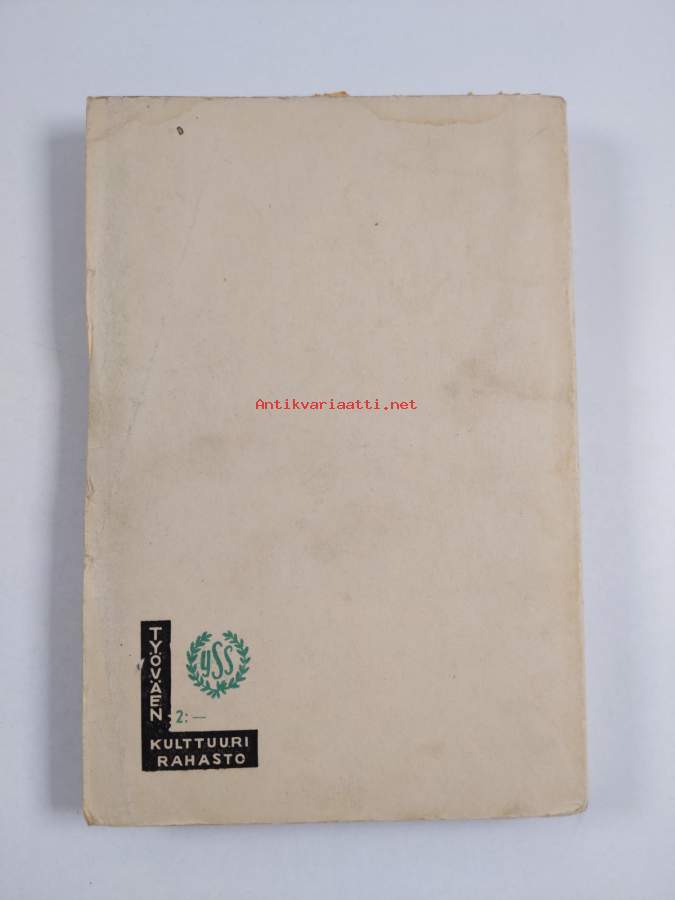 Antikvariaatti.net
TYÖVÄEN
YSS
2:—
KULTTUURI
RAHASTO